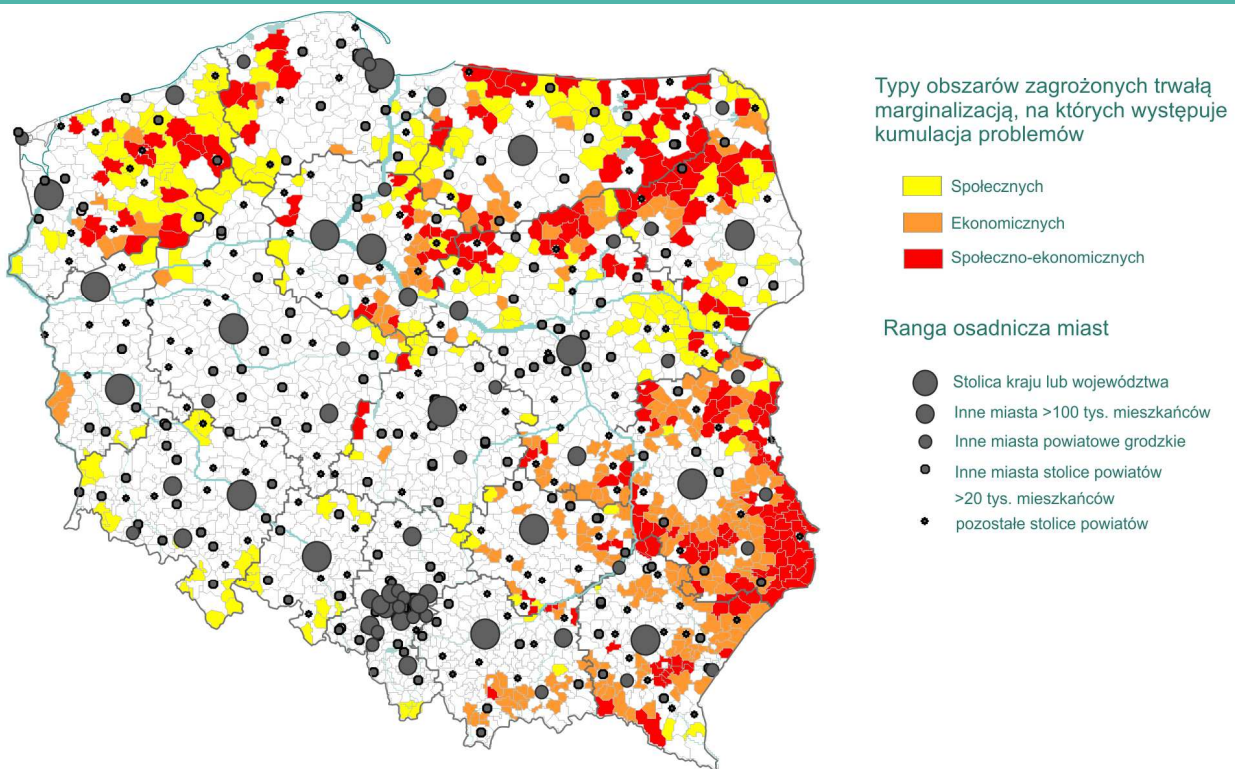 Typy obszarów zagrożonych trwałą
marginalizacją, na których występuje
kumulacja problemów
Społecznych
Ekonomicznych
Społeczno-ekonomicznych
Ranga osadnicza miast
Stolica kraju lub województwa
Inne miasta >100 tys. mieszkańców
Inne miasta powiatowe grodzkie
Inne miasta stolice powiatów
>20 tys. mieszkańców
pozostałe stolice powiatów